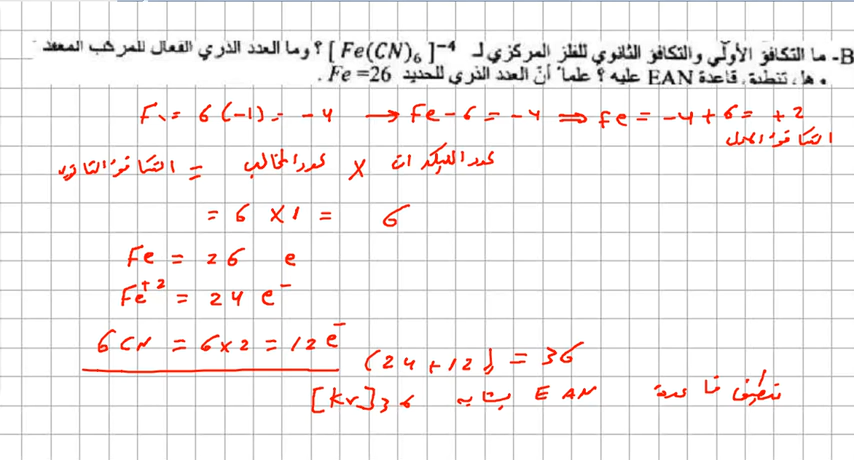 B- ما التكافؤ الأولي والتكافؤ الثانوي للفلز المركزي لـ [ Fe(CN)₆ ]⁻⁴ ؟ وما العدد الذري الفعال للمركب المعقد
، هل تنطبق قاعدة EAN عليه ؟ علماً أنّ العدد الذري للحديد Fe =26 .
6(-1)= -4 → Fe-6=-4 ⇒ Fe = -4+6= +2
التكافؤ
عدد الليكندات × عدد المخالب = التكافؤ الثانوي
= 6 × 1 = 6
Fe = 26 e
Fe⁺² = 24 e⁻
6CN = 6×2 = 12e⁻
(24+12) = 36
تنطبق قاعدة EAN يشابه [Kr]36